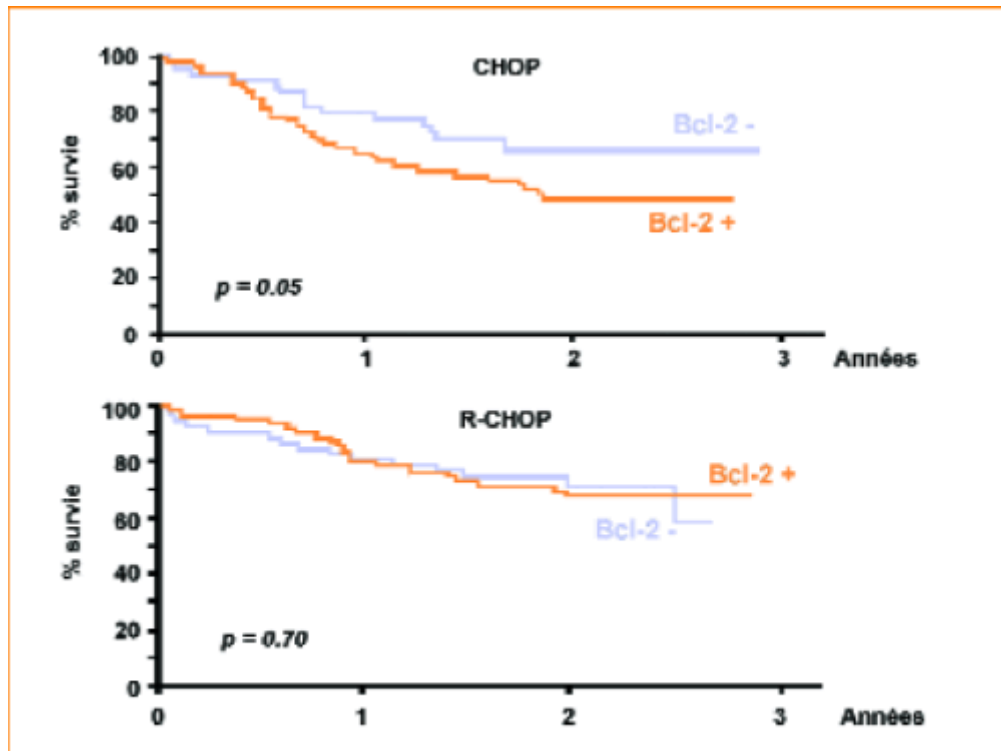 CHOP
% survie
100
80
60
40
20
0
Bcl-2 -
Bcl-2 +
p = 0.05
0 1 2 3 Années
R-CHOP
% survie
100
80
60
40
20
0
Bcl-2 +
Bcl-2 -
p = 0.70
0 1 2 3 Années